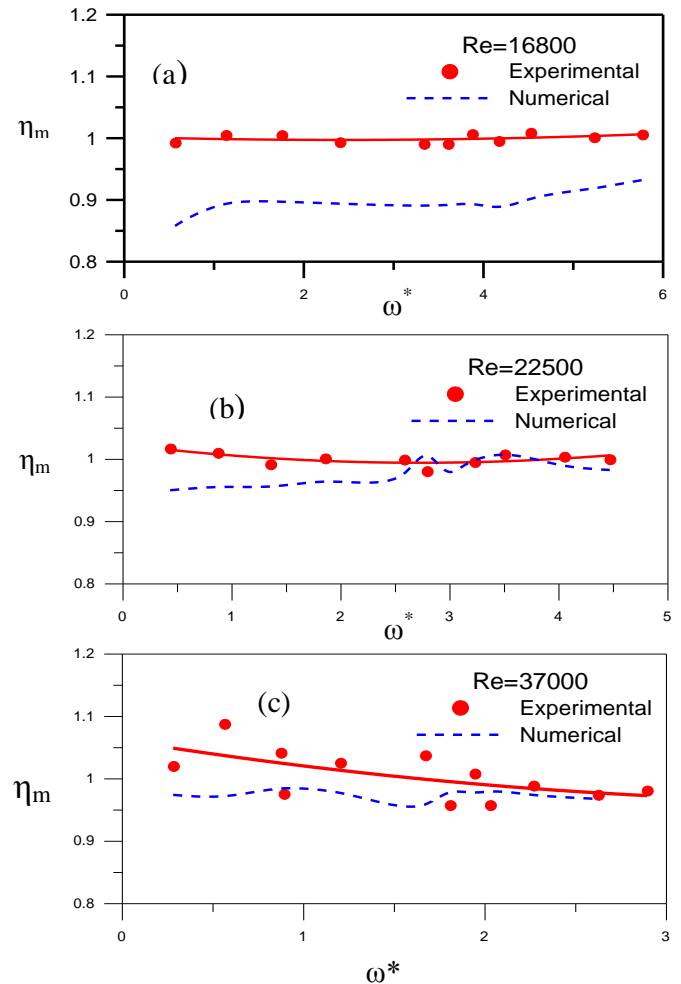 1.2
Re=16800
(a)
Experimental
1.1
Numerical
ηm
1
0.9
0.8
0
2
4
6
ω*
1.2
Re=22500
Experimental
1.1
(b)
Numerical
ηm
1
0.9
0.8
0
1
2
3
4
5
ω*
1.2
Re=37000
(c)
Experimental
1.1
Numerical
ηm
1
0.9
0.8
0
1
2
3
ω*